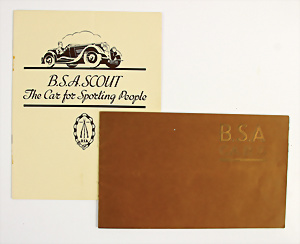 B.S.A. SCOUT
The Car for Sporting People
B.S.A